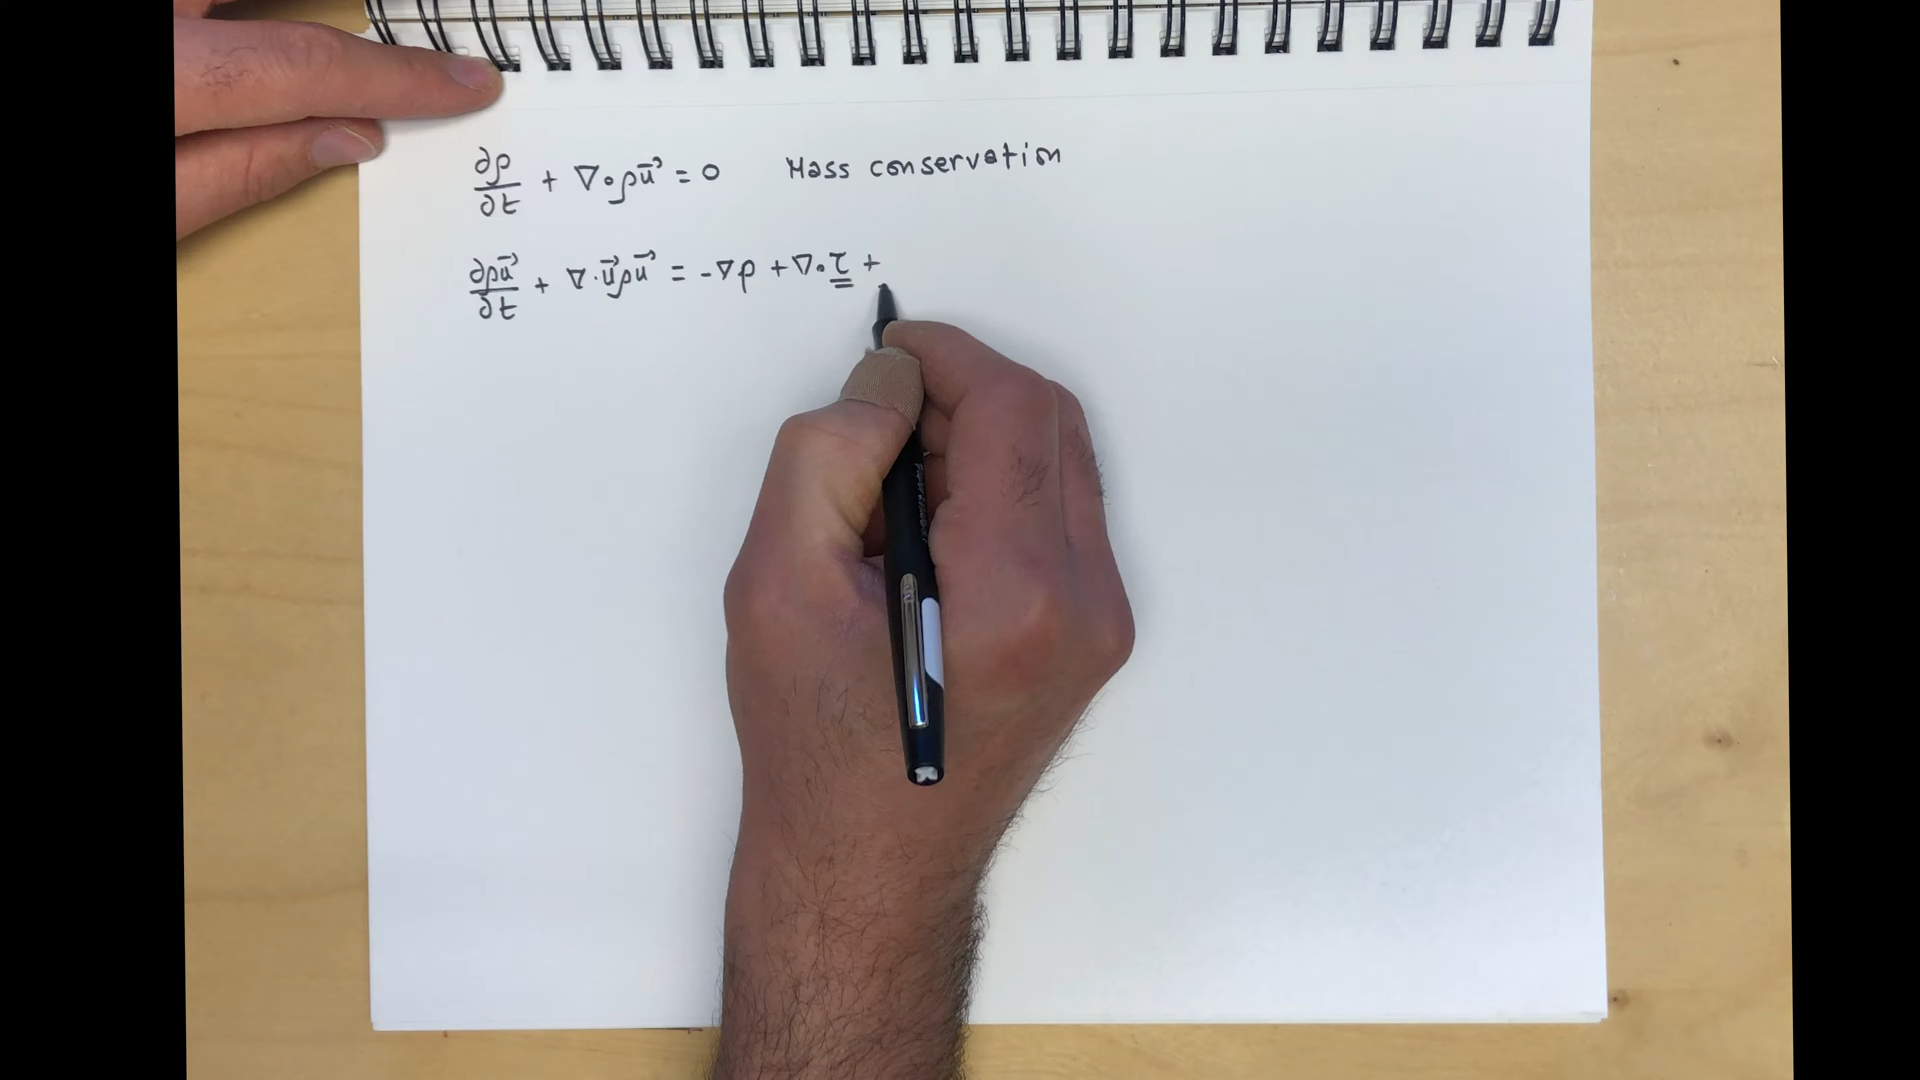 ∂ρ/∂t + ∇∘ρu⃗ = 0 Mass conservation
∂ρu⃗/∂t + ∇·u⃗ρu⃗ = -∇p + ∇∘τ̳ +